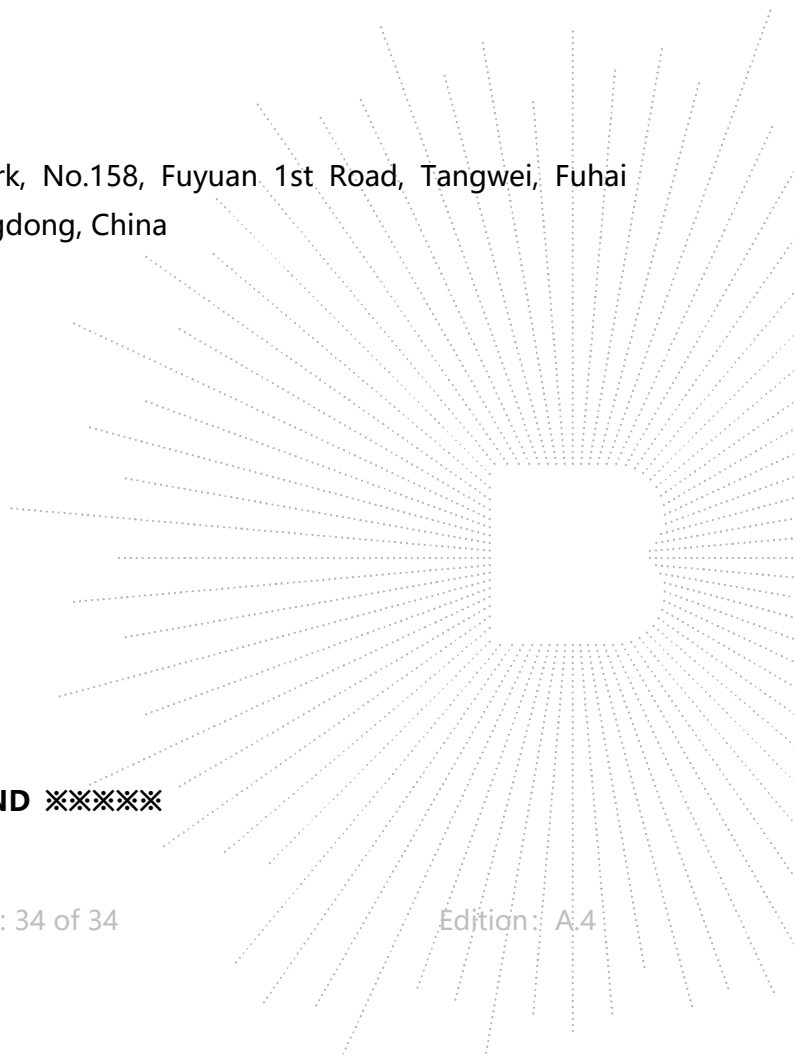 rk, No.158, Fuyuan 1st Road, Tangwei, Fuhai
gdong, China
ND ※※※※※
: 34 of 34 Edition：A.4